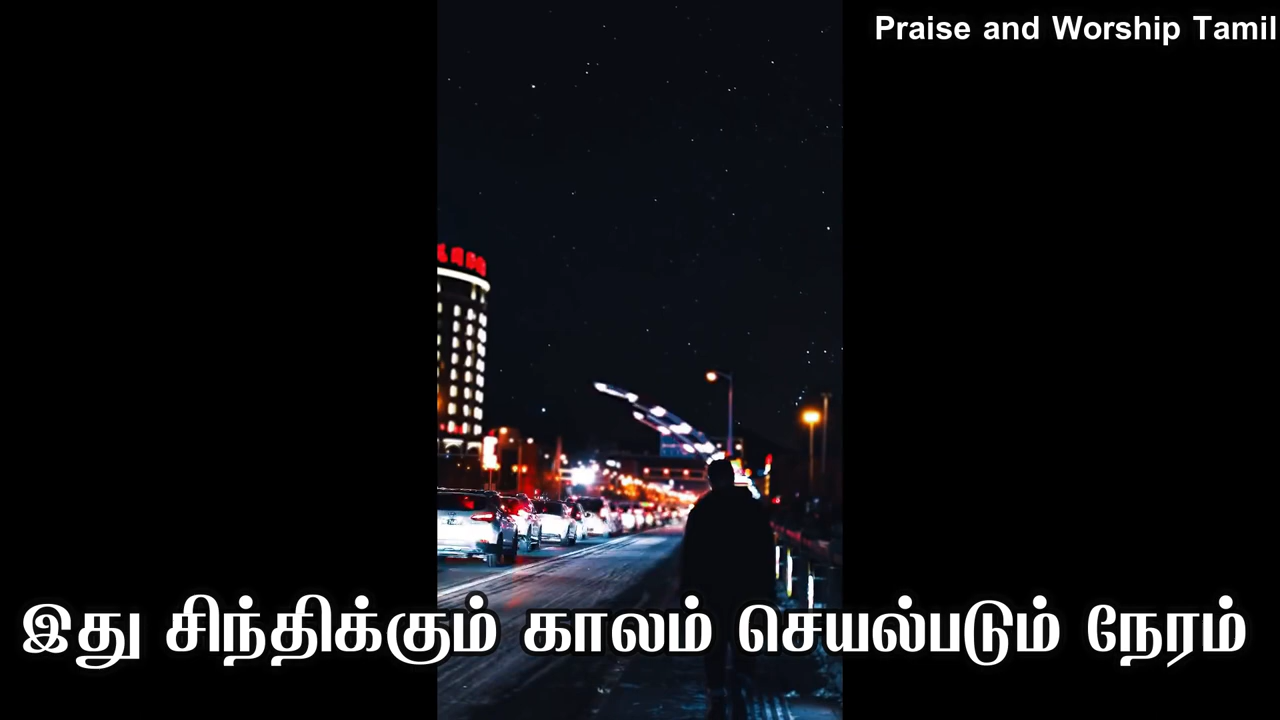 Praise and Worship Tamil
இது சிந்திக்கும் காலம் செயல்படும் நேரம்